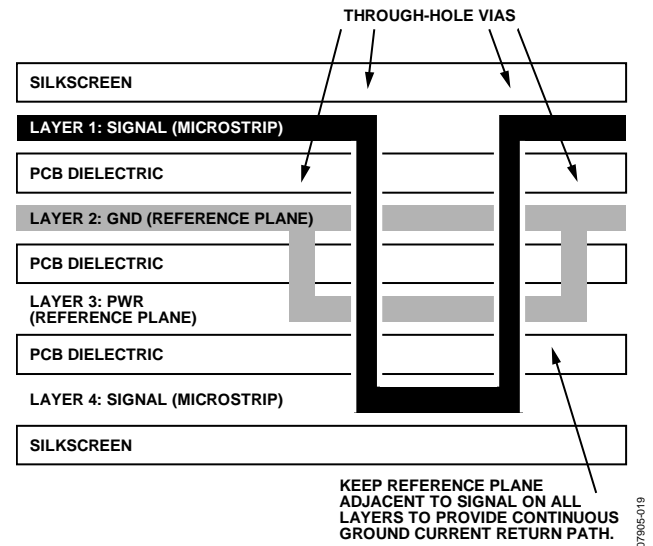 THROUGH-HOLE VIAS
SILKSCREEN
LAYER 1: SIGNAL (MICROSTRIP)
PCB DIELECTRIC
LAYER 2: GND (REFERENCE PLANE)
PCB DIELECTRIC
LAYER 3: PWR
(REFERENCE PLANE)
PCB DIELECTRIC
LAYER 4: SIGNAL (MICROSTRIP)
SILKSCREEN
KEEP REFERENCE PLANE
ADJACENT TO SIGNAL ON ALL
LAYERS TO PROVIDE CONTINUOUS
GROUND CURRENT RETURN PATH.
07905-019